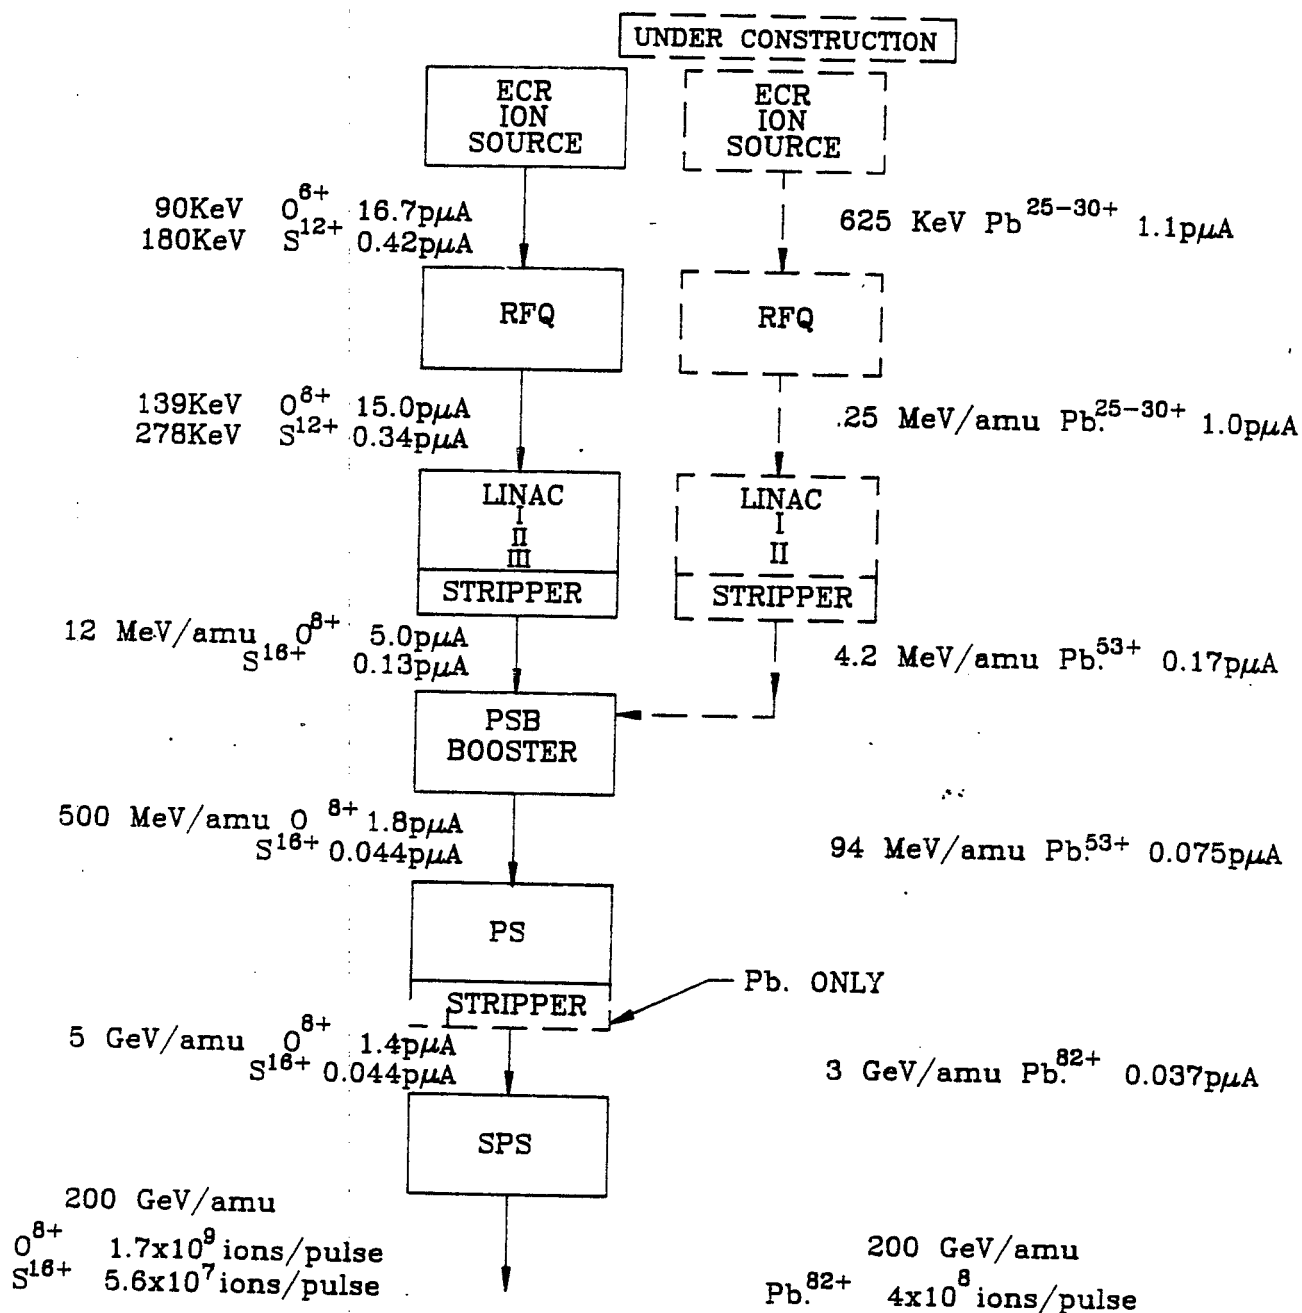 UNDER CONSTRUCTION
ECR
ION
SOURCE
ECR
ION
SOURCE
90KeV O⁶⁺ 16.7pμA
180KeV S¹²⁺ 0.42pμA
625 KeV Pb²⁵⁻³⁰⁺ 1.1pμA
RFQ
RFQ
139KeV O⁶⁺ 15.0pμA
278KeV S¹²⁺ 0.34pμA
.25 MeV/amu Pb.²⁵⁻³⁰⁺ 1.0pμA
LINAC
I
II
III
STRIPPER
LINAC
I
II
STRIPPER
12 MeV/amu O⁸⁺ 5.0pμA
S¹⁶⁺ 0.13pμA
4.2 MeV/amu Pb.⁵³⁺ 0.17pμA
PSB
BOOSTER
500 MeV/amu O ⁸⁺ 1.8pμA
S¹⁶⁺ 0.044pμA
94 MeV/amu Pb.⁵³⁺ 0.075pμA
PS
STRIPPER
Pb. ONLY
5 GeV/amu O⁸⁺ 1.4pμA
S¹⁶⁺ 0.044pμA
3 GeV/amu Pb.⁸²⁺ 0.037pμA
SPS
200 GeV/amu
O⁸⁺ 1.7x10⁹ ions/pulse
S¹⁶⁺ 5.6x10⁷ ions/pulse
200 GeV/amu
Pb.⁸²⁺ 4x10⁸ ions/pulse